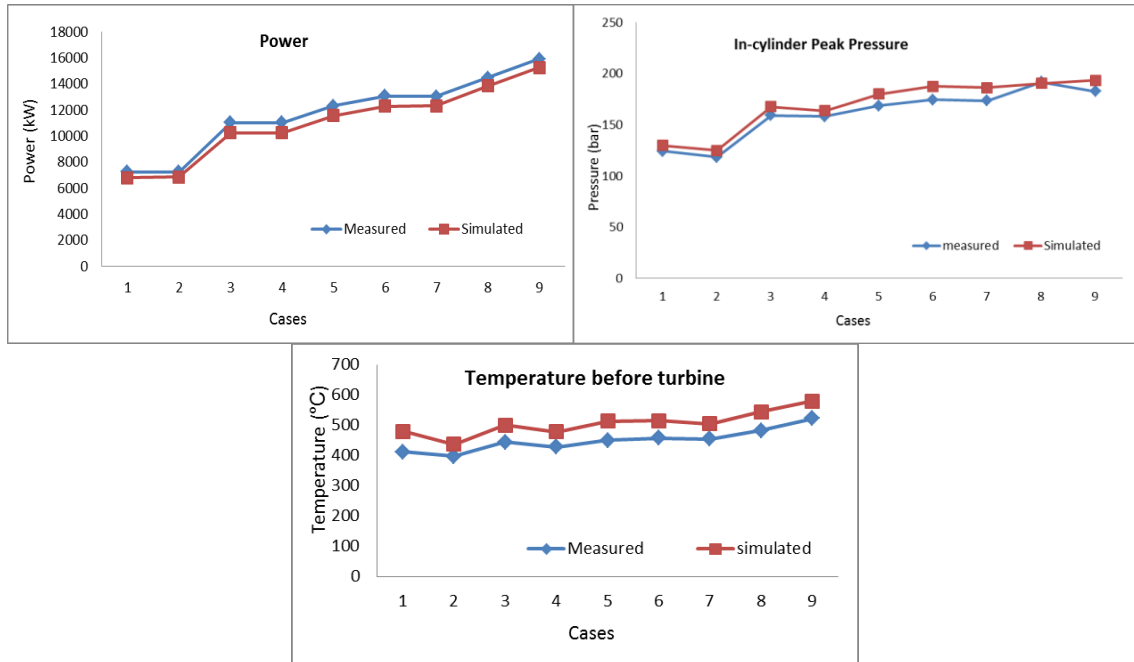 Power
18000
16000
14000
12000
10000
8000
6000
4000
2000
0
Power (kW)
Measured Simulated
1 2 3 4 5 6 7 8 9
Cases
In-cylinder Peak Pressure
250
200
150
100
50
0
Pressure (bar)
measured Simulated
1 2 3 4 5 6 7 8 9
Cases
Temperature before turbine
700
600
500
400
300
200
100
0
Temperature (°C)
Measured simulated
1 2 3 4 5 6 7 8 9
Cases